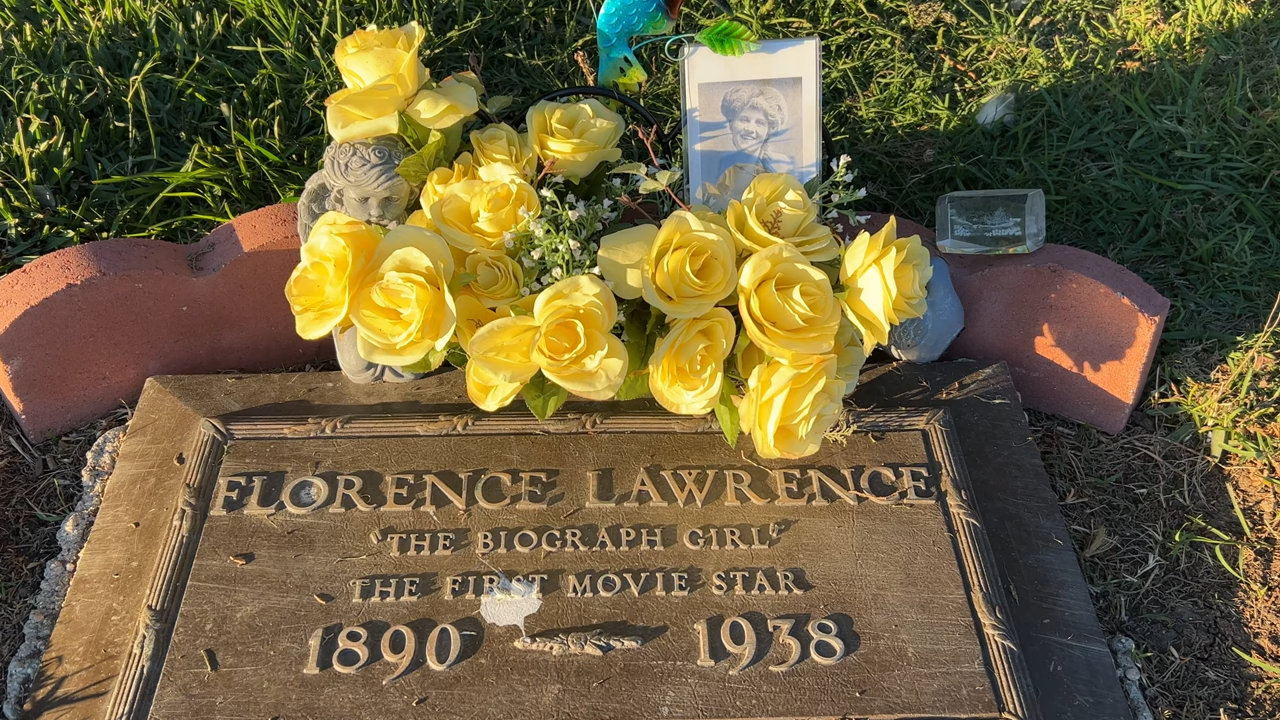 FLORENCE LAWRENCE
"THE BIOGRAPH GIRL"
THE FIRST MOVIE STAR
1890 1938